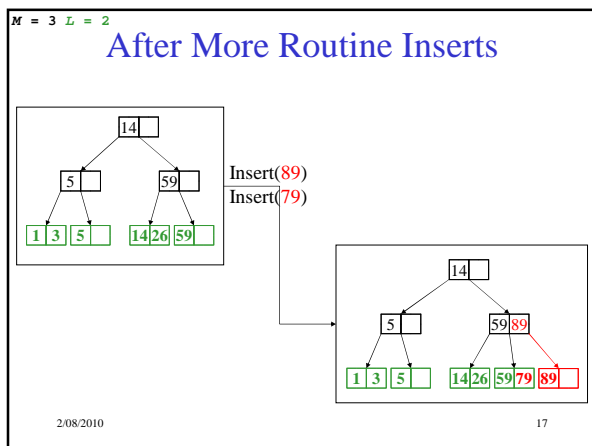 M = 3 L = 2
After More Routine Inserts
14
5 59
1 3 5 14 26 59
Insert(89)
Insert(79)
14
5 59 89
1 3 5 14 26 59 79 89
2/08/2010 17